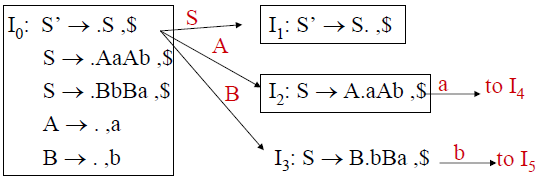 I₀: S’ → .S ,$
S → .AaAb ,$
S → .BbBa ,$
A → . ,a
B → . ,b
S
A
B
I₁: S’ → S. ,$
I₂: S → A.aAb ,$ a to I₄
I₃: S → B.bBa ,$ b to I₅